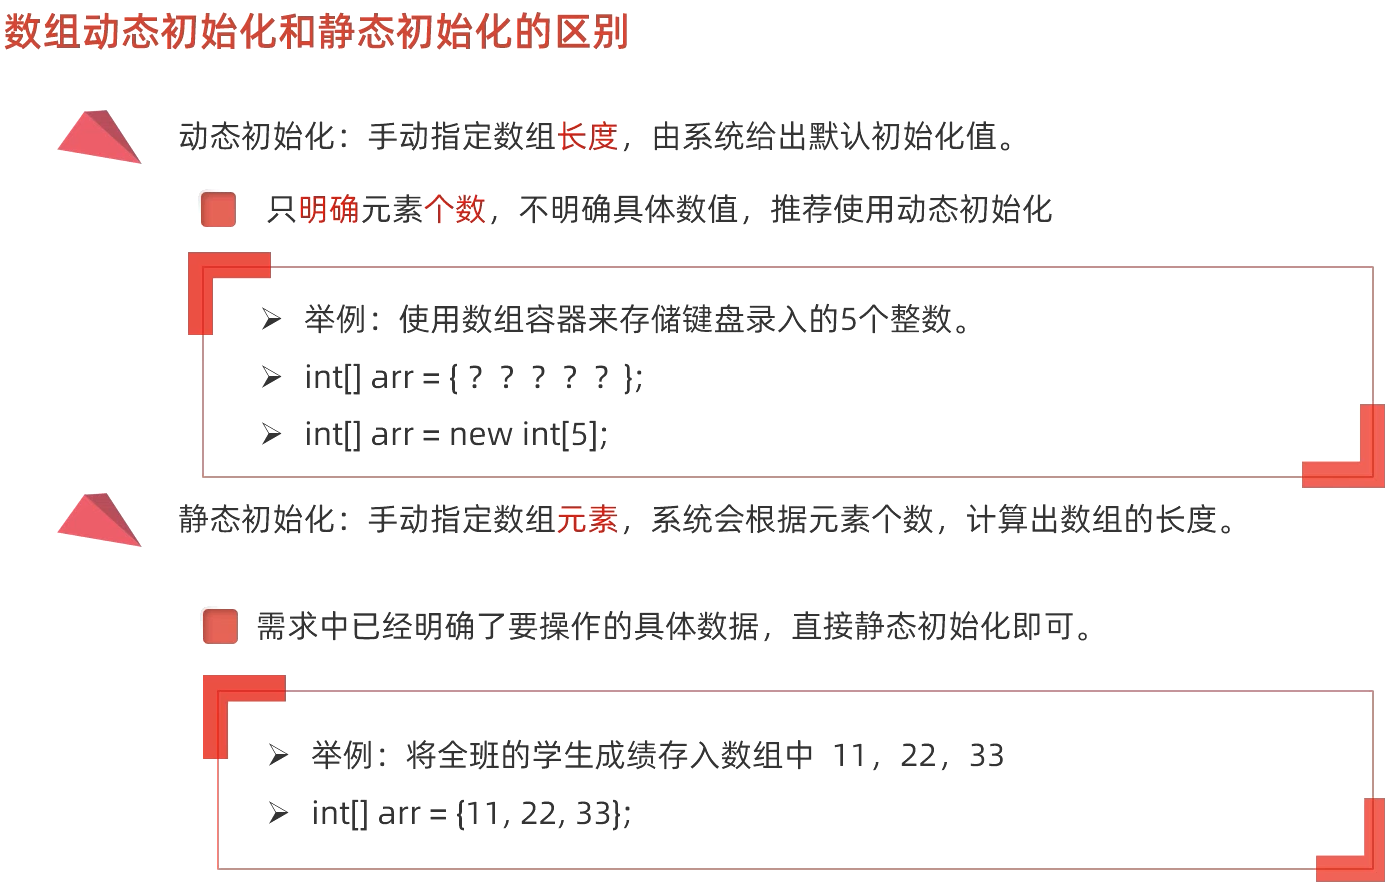 数组动态初始化和静态初始化的区别
动态初始化：手动指定数组长度，由系统给出默认初始化值。
只明确元素个数，不明确具体数值，推荐使用动态初始化
举例：使用数组容器来存储键盘录入的5个整数。
int[] arr = { ？？？？？};
int[] arr = new int[5];
静态初始化：手动指定数组元素，系统会根据元素个数，计算出数组的长度。
需求中已经明确了要操作的具体数据，直接静态初始化即可。
举例：将全班的学生成绩存入数组中 11，22，33
int[] arr = {11, 22, 33};